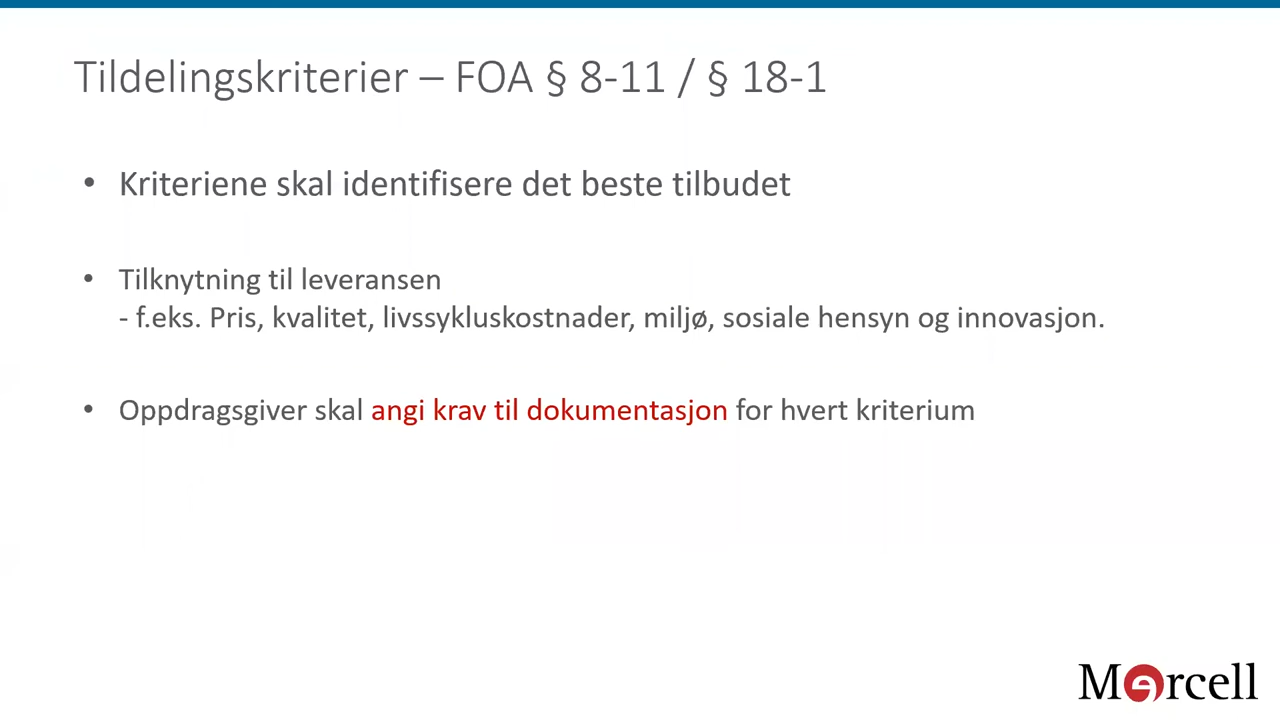 Tildelingskriterier – FOA § 8-11 / § 18-1
• Kriteriene skal identifisere det beste tilbudet
• Tilknytning til leveransen
- f.eks. Pris, kvalitet, livssykluskostnader, miljø, sosiale hensyn og innovasjon.
• Oppdragsgiver skal angi krav til dokumentasjon for hvert kriterium
Mercell